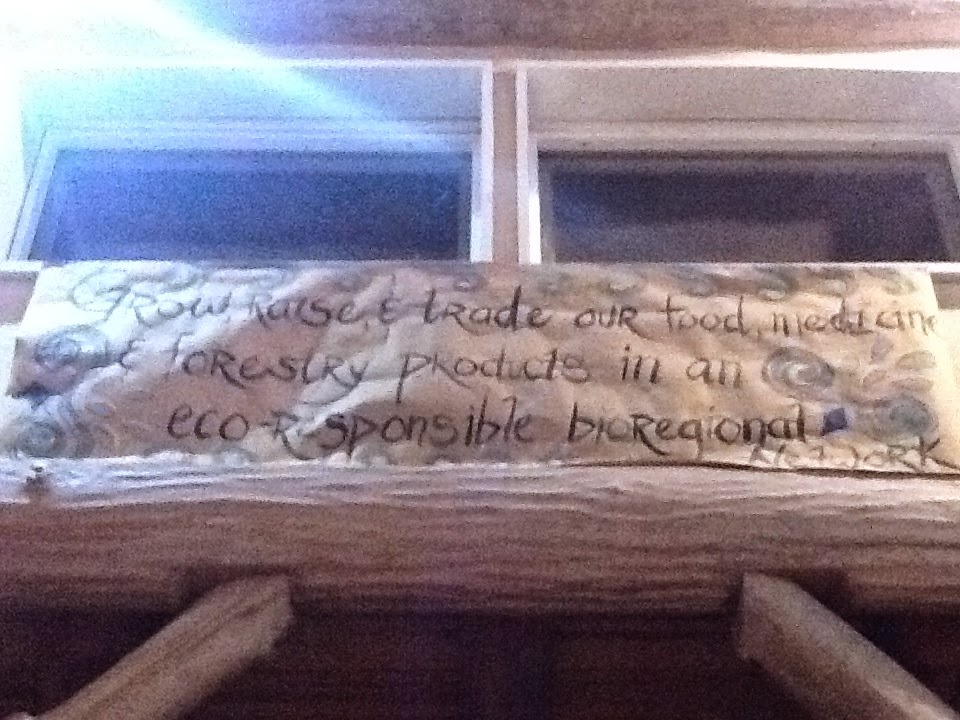 Grow, Raise, & trade our food, medicine
& forestry products in an
eco-responsible bioregional
Network